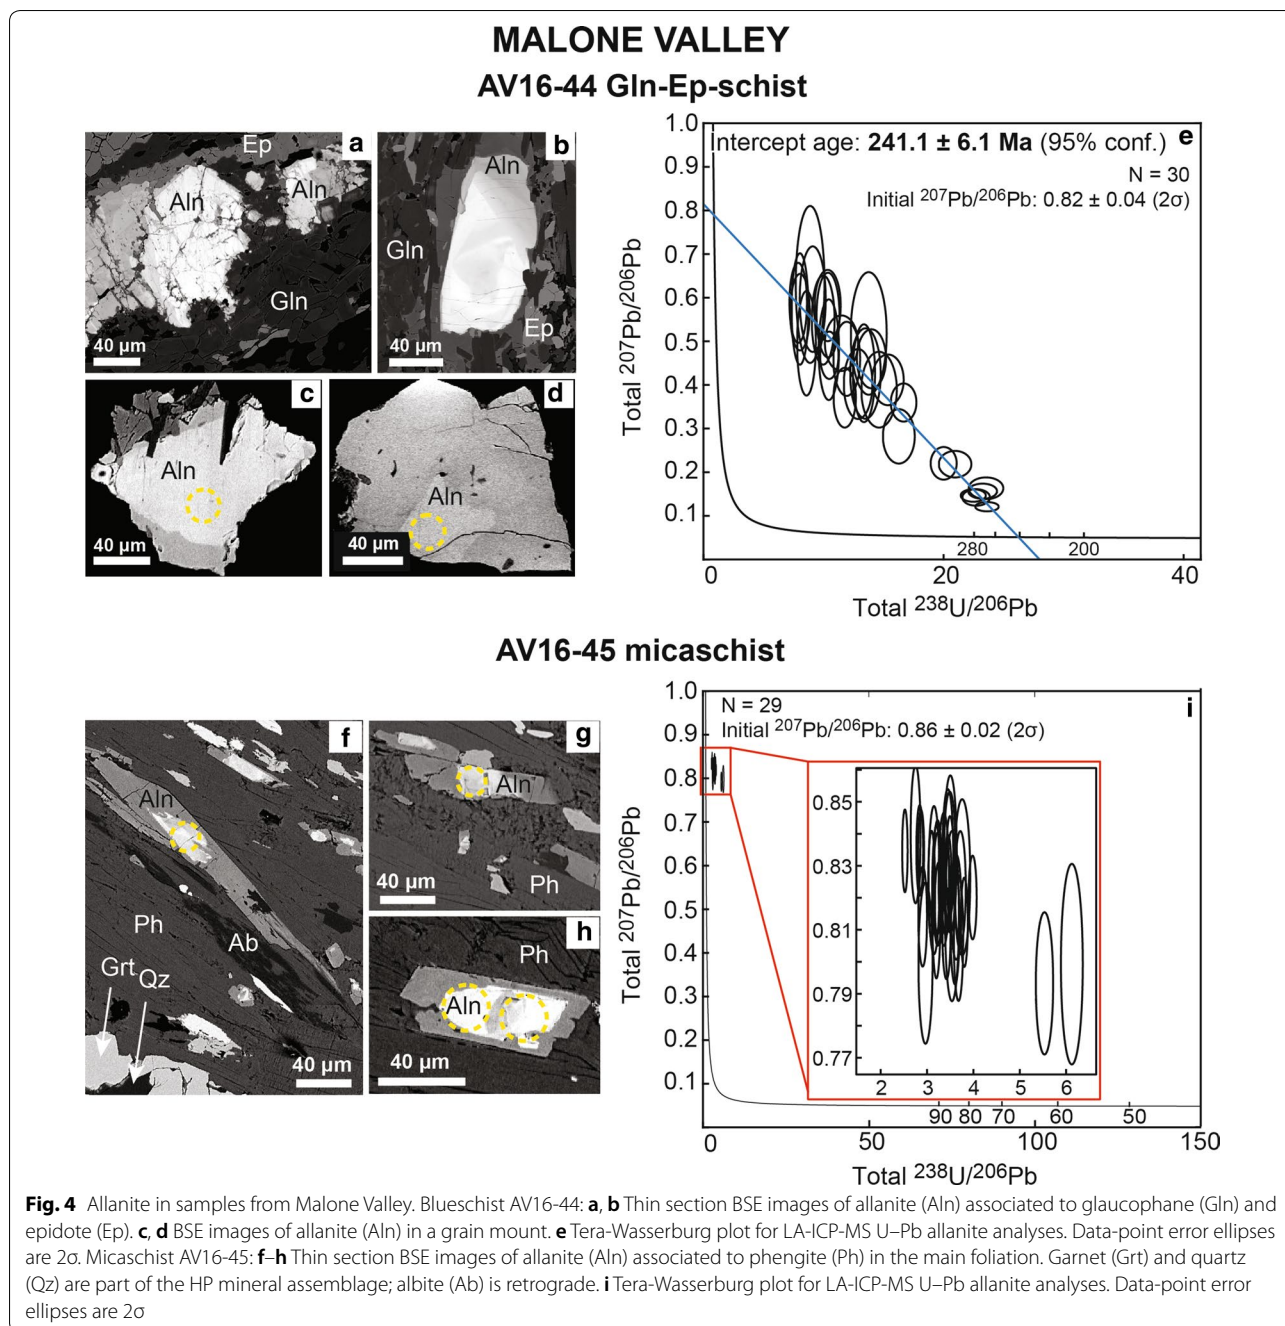 MALONE VALLEY
AV16-44 Gln-Ep-schist
a
Ep
Aln
Aln
Gln
40 µm
b
Aln
Gln
Ep
40 µm
c
Aln
40 µm
d
Aln
40 µm
e
Intercept age: 241.1 ± 6.1 Ma (95% conf.)
N = 30
Initial ²⁰⁷Pb/²⁰⁶Pb: 0.82 ± 0.04 (2σ)
Total ²⁰⁷Pb/²⁰⁶Pb
1.0
0.9
0.8
0.7
0.6
0.5
0.4
0.3
0.2
0.1
280 200
0 20 40
Total ²³⁸U/²⁰⁶Pb
AV16-45 micaschist
f
Aln
Ph
Ab
Grt Qz
40 µm
g
Aln
Ph
40 µm
h
Ph
Aln
40 µm
i
N = 29
Initial ²⁰⁷Pb/²⁰⁶Pb: 0.86 ± 0.02 (2σ)
Total ²⁰⁷Pb/²⁰⁶Pb
1.0
0.9
0.8
0.7
0.6
0.5
0.4
0.3
0.2
0.1
0.85
0.83
0.81
0.79
0.77
2 3 4 5 6
90 80 70 60 50
0 50 100 150
Total ²³⁸U/²⁰⁶Pb
Fig. 4 Allanite in samples from Malone Valley. Blueschist AV16-44: a, b Thin section BSE images of allanite (Aln) associated to glaucophane (Gln) and
epidote (Ep). c, d BSE images of allanite (Aln) in a grain mount. e Tera-Wasserburg plot for LA-ICP-MS U–Pb allanite analyses. Data-point error ellipses
are 2σ. Micaschist AV16-45: f–h Thin section BSE images of allanite (Aln) associated to phengite (Ph) in the main foliation. Garnet (Grt) and quartz
(Qz) are part of the HP mineral assemblage; albite (Ab) is retrograde. i Tera-Wasserburg plot for LA-ICP-MS U–Pb allanite analyses. Data-point error
ellipses are 2σ